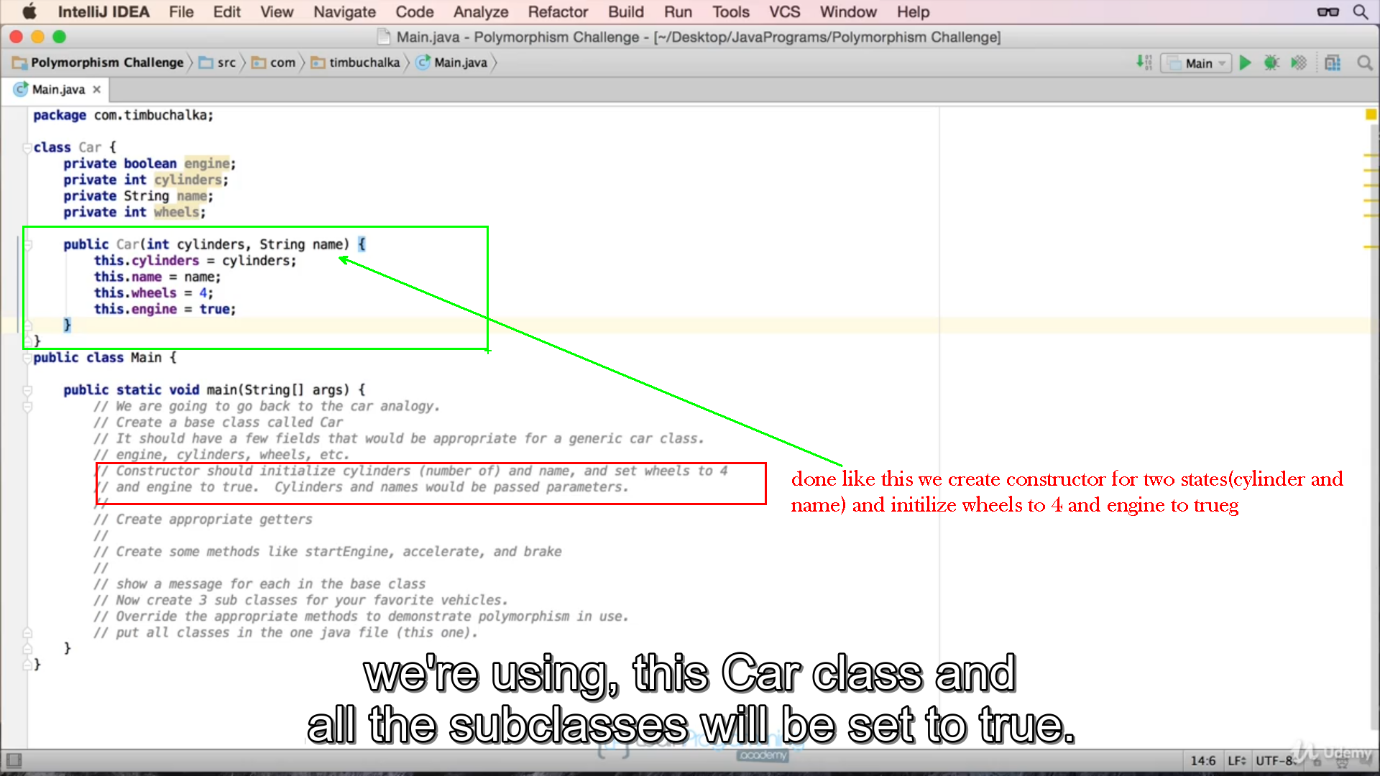 IntelliJ IDEA File Edit View Navigate Code Analyze Refactor Build Run Tools VCS Window Help
Main.java - Polymorphism Challenge - [~/Desktop/JavaPrograms/Polymorphism Challenge]
Polymorphism Challenge src com timbuchalka Main.java Main
Main.java
package com.timbuchalka;
class Car {
private boolean engine;
private int cylinders;
private String name;
private int wheels;
public Car(int cylinders, String name) {
this.cylinders = cylinders;
this.name = name;
this.wheels = 4;
this.engine = true;
}
}
public class Main {
public static void main(String[] args) {
// We are going to go back to the car analogy.
// Create a base class called Car
// It should have a few fields that would be appropriate for a generic car class.
// engine, cylinders, wheels, etc.
// Constructor should initialize cylinders (number of) and name, and set wheels to 4
// and engine to true.  Cylinders and names would be passed parameters.
//
// Create appropriate getters
//
// Create some methods like startEngine, accelerate, and brake
//
// show a message for each in the base class
// Now create 3 sub classes for your favorite vehicles.
// Override the appropriate methods to demonstrate polymorphism in use.
// put all classes in the one java file (this one).
}
}
done like this we create constructor for two states(cylinder and
name) and initilize wheels to 4 and engine to trueg
we're using, this Car class and
all the subclasses will be set to true.
academy
14:6 LF UTF-8
Udemy